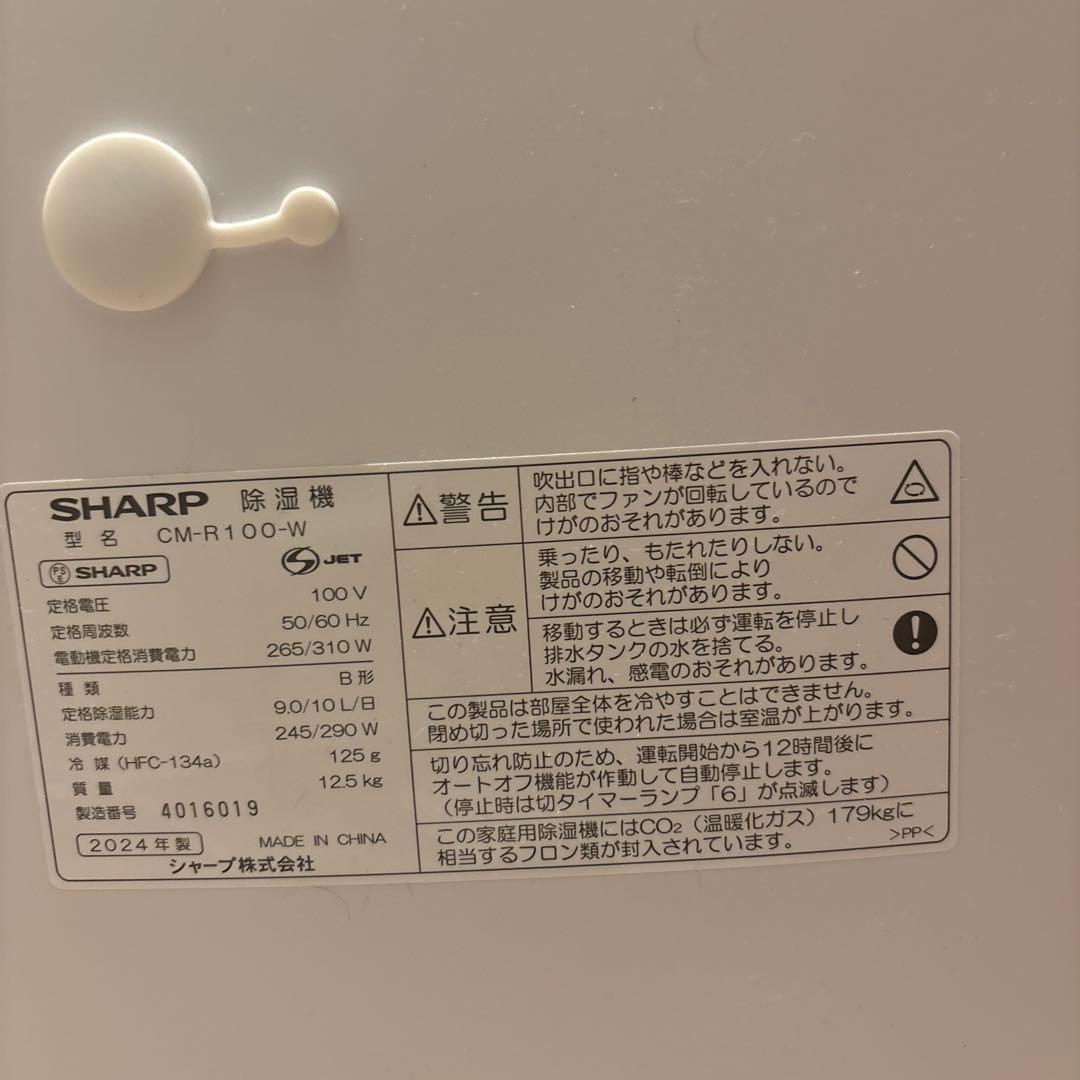 SHARP 除湿機
型名 CM-R100-W
PSE SHARP
S JET
定格電圧 100 V
定格周波数 50/60 Hz
電動機定格消費電力 265/310 W
種類 B形
定格除湿能力 9.0/10 L/日
消費電力 245/290 W
冷媒 (HFC-134a) 125 g
質量 12.5 kg
製造番号 4016019
2024年製 MADE IN CHINA
シャープ株式会社
⚠警告
吹出口に指や棒などを入れない。
内部でファンが回転しているので
けがのおそれがあります。
⚠注意
乗ったり、もたれたりしない。
製品の移動や転倒により
けがのおそれがあります。
移動するときは必ず運転を停止し
排水タンクの水を捨てる。
水漏れ、感電のおそれがあります。
この製品は部屋全体を冷やすことはできません。
閉め切った場所で使われた場合は室温が上がります。
切り忘れ防止のため、運転開始から12時間後に
オートオフ機能が作動して自動停止します。
(停止時は切タイマーランプ「6」が点滅します)
この家庭用除湿機にはCO₂(温暖化ガス)179kgに
相当するフロン類が封入されています。
>PP<